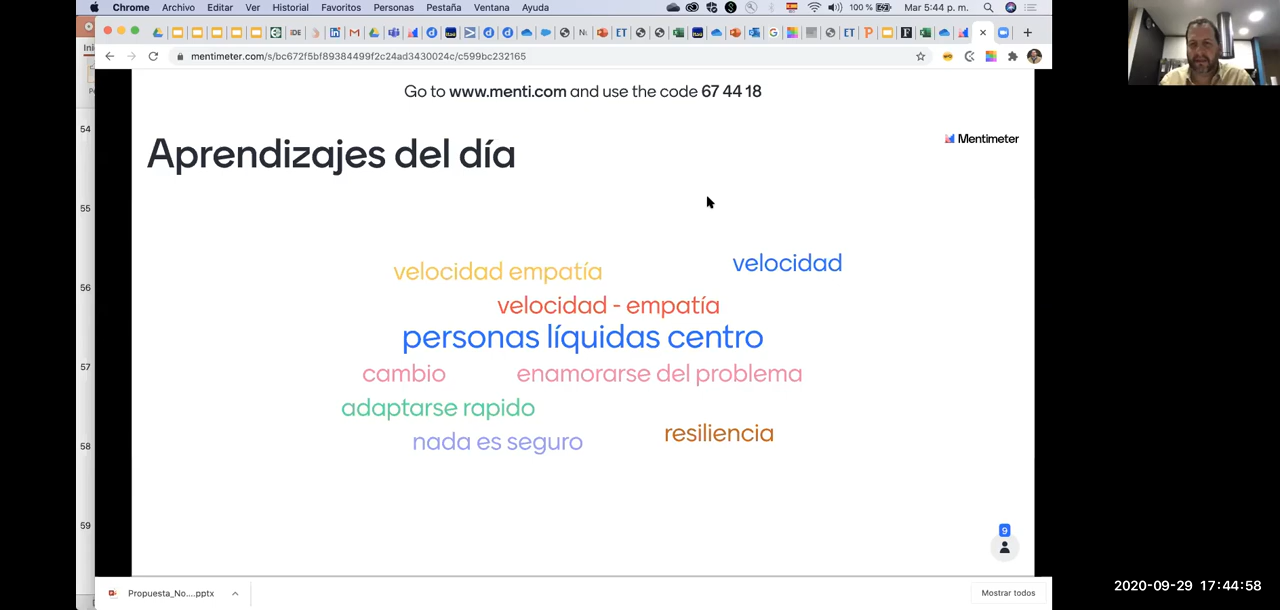 Chrome Archivo Editar Ver Historial Favoritos Personas Pestaña Ventana Ayuda 100 % Mar 5:44 p. m.
IDE ET ET
mentimeter.com/s/bc672f5bf89384499f2c24ad3430024c/c599bc232165
Go to www.menti.com and use the code 67 44 18
Mentimeter
Aprendizajes del día
velocidad
velocidad empatía
velocidad - empatía
personas líquidas centro
cambio enamorarse del problema
adaptarse rapido
resiliencia
nada es seguro
54
55
56
57
58
59
9
Propuesta_No....pptx
Mostrar todos
2020-09-29 17:44:58